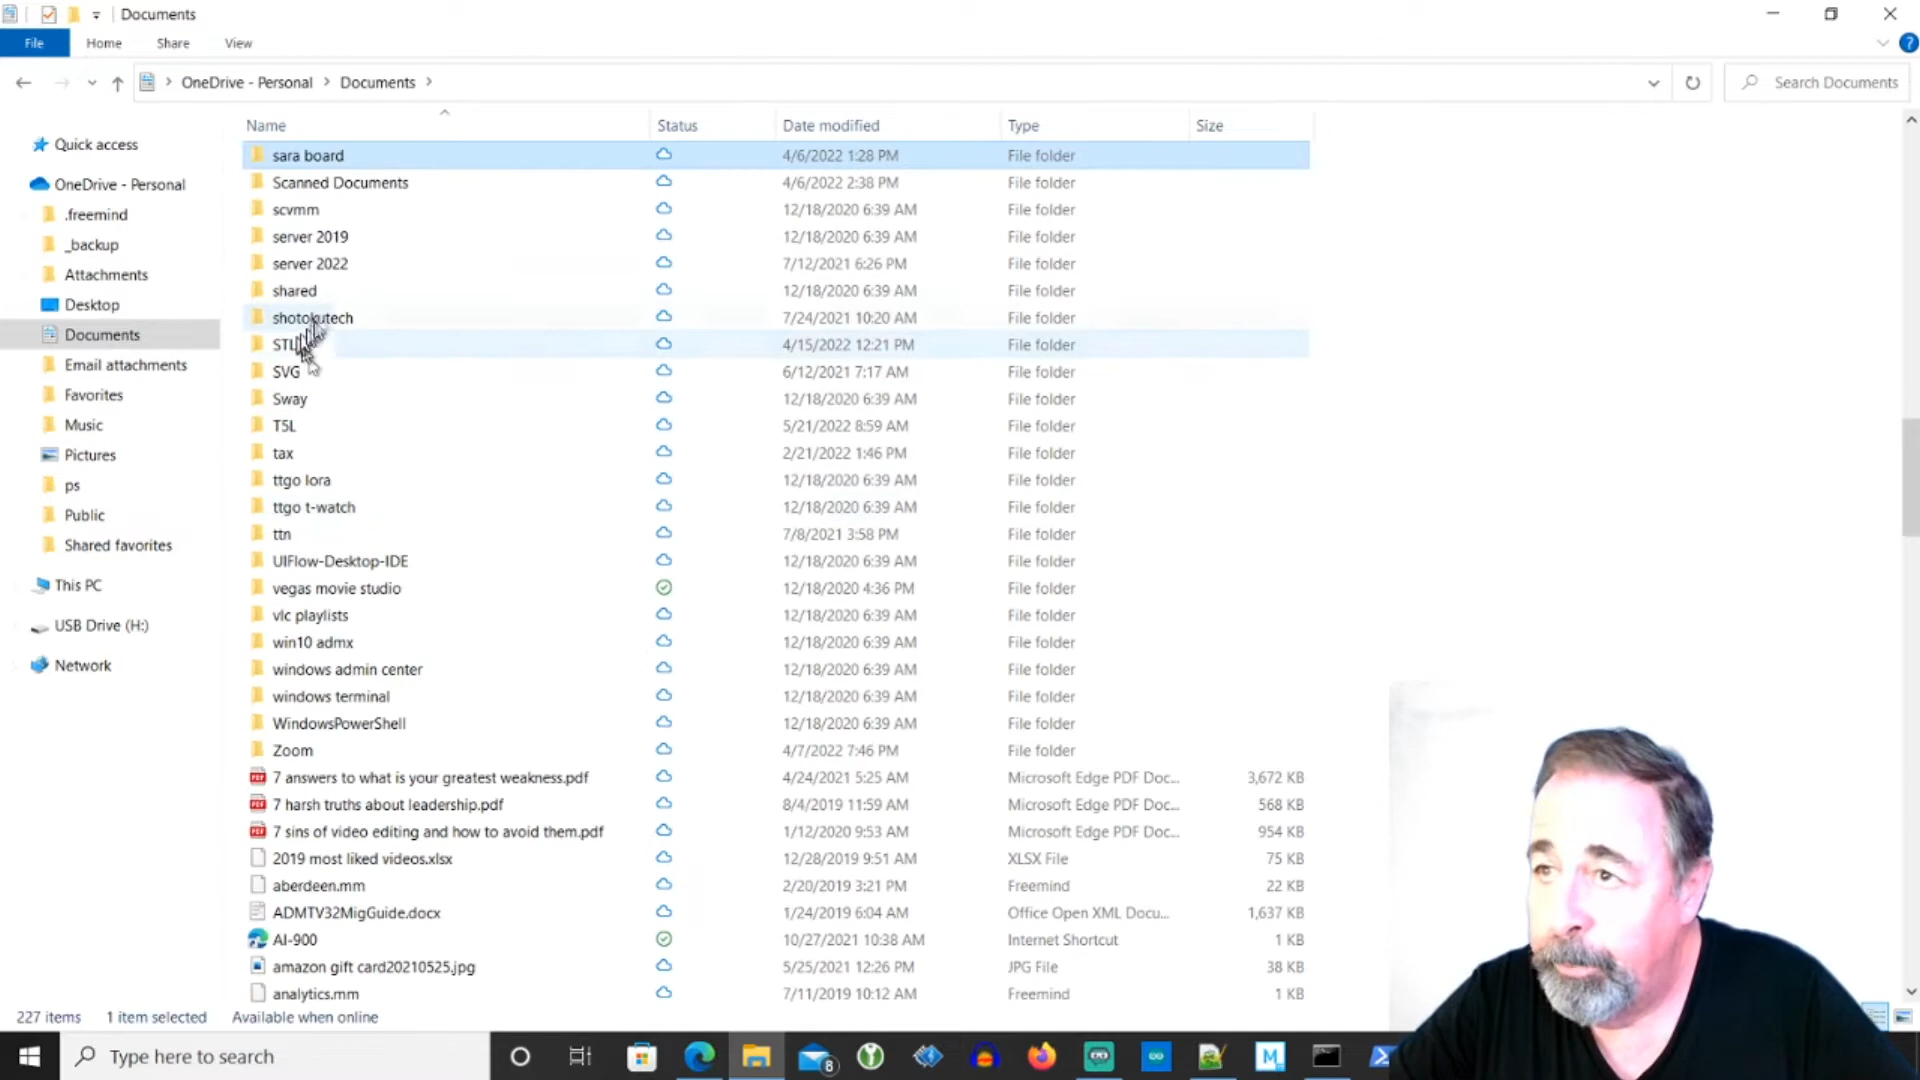 Documents
File Home Share View
OneDrive - Personal Documents Search Documents
Name Status Date modified Type Size
Quick access
OneDrive - Personal
.freemind
_backup
Attachments
Desktop
Documents
Email attachments
Favorites
Music
Pictures
ps
Public
Shared favorites
This PC
USB Drive (H:)
Network
sara board 4/6/2022 1:28 PM File folder
Scanned Documents 4/6/2022 2:38 PM File folder
scvmm 12/18/2020 6:39 AM File folder
server 2019 12/18/2020 6:39 AM File folder
server 2022 7/12/2021 6:26 PM File folder
shared 12/18/2020 6:39 AM File folder
shotokutech 7/24/2021 10:20 AM File folder
STL 4/15/2022 12:21 PM File folder
SVG 6/12/2021 7:17 AM File folder
Sway 12/18/2020 6:39 AM File folder
T5L 5/21/2022 8:59 AM File folder
tax 2/21/2022 1:46 PM File folder
ttgo lora 12/18/2020 6:39 AM File folder
ttgo t-watch 12/18/2020 6:39 AM File folder
ttn 7/8/2021 3:58 PM File folder
UIFlow-Desktop-IDE 12/18/2020 6:39 AM File folder
vegas movie studio 12/18/2020 4:36 PM File folder
vlc playlists 12/18/2020 6:39 AM File folder
win10 admx 12/18/2020 6:39 AM File folder
windows admin center 12/18/2020 6:39 AM File folder
windows terminal 12/18/2020 6:39 AM File folder
WindowsPowerShell 12/18/2020 6:39 AM File folder
Zoom 4/7/2022 7:46 PM File folder
7 answers to what is your greatest weakness.pdf 4/24/2021 5:25 AM Microsoft Edge PDF Doc... 3,672 KB
7 harsh truths about leadership.pdf 8/4/2019 11:59 AM Microsoft Edge PDF Doc... 568 KB
7 sins of video editing and how to avoid them.pdf 1/12/2020 9:53 AM Microsoft Edge PDF Doc... 954 KB
2019 most liked videos.xlsx 12/28/2019 9:51 AM XLSX File 75 KB
aberdeen.mm 2/20/2019 3:21 PM Freemind 22 KB
ADMTV32MigGuide.docx 1/24/2019 6:04 AM Office Open XML Docu... 1,637 KB
AI-900 10/27/2021 10:38 AM Internet Shortcut 1 KB
amazon gift card20210525.jpg 5/25/2021 12:26 PM JPG File 38 KB
analytics.mm 7/11/2019 10:12 AM Freemind 1 KB
227 items 1 item selected Available when online
Type here to search 8 M